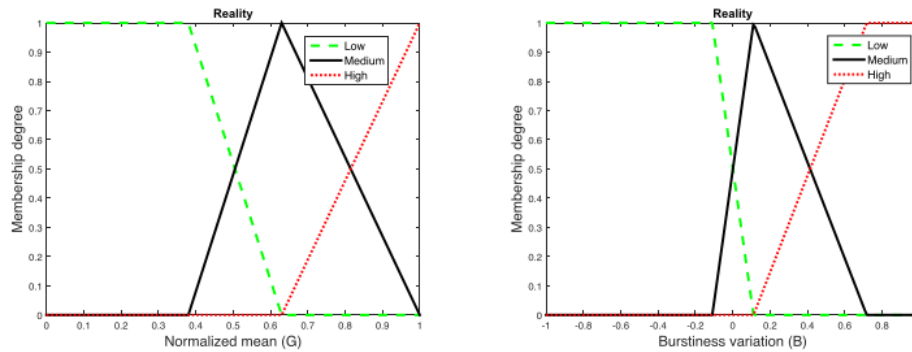 Reality
Membership degree
1
0.9
0.8
0.7
0.6
0.5
0.4
0.3
0.2
0.1
0
Low
Medium
High
0 0.1 0.2 0.3 0.4 0.5 0.6 0.7 0.8 0.9 1
Normalized mean (G)
Reality
Membership degree
1
0.9
0.8
0.7
0.6
0.5
0.4
0.3
0.2
0.1
0
Low
Medium
High
-1 -0.8 -0.6 -0.4 -0.2 0 0.2 0.4 0.6 0.8
Burstiness variation (B)